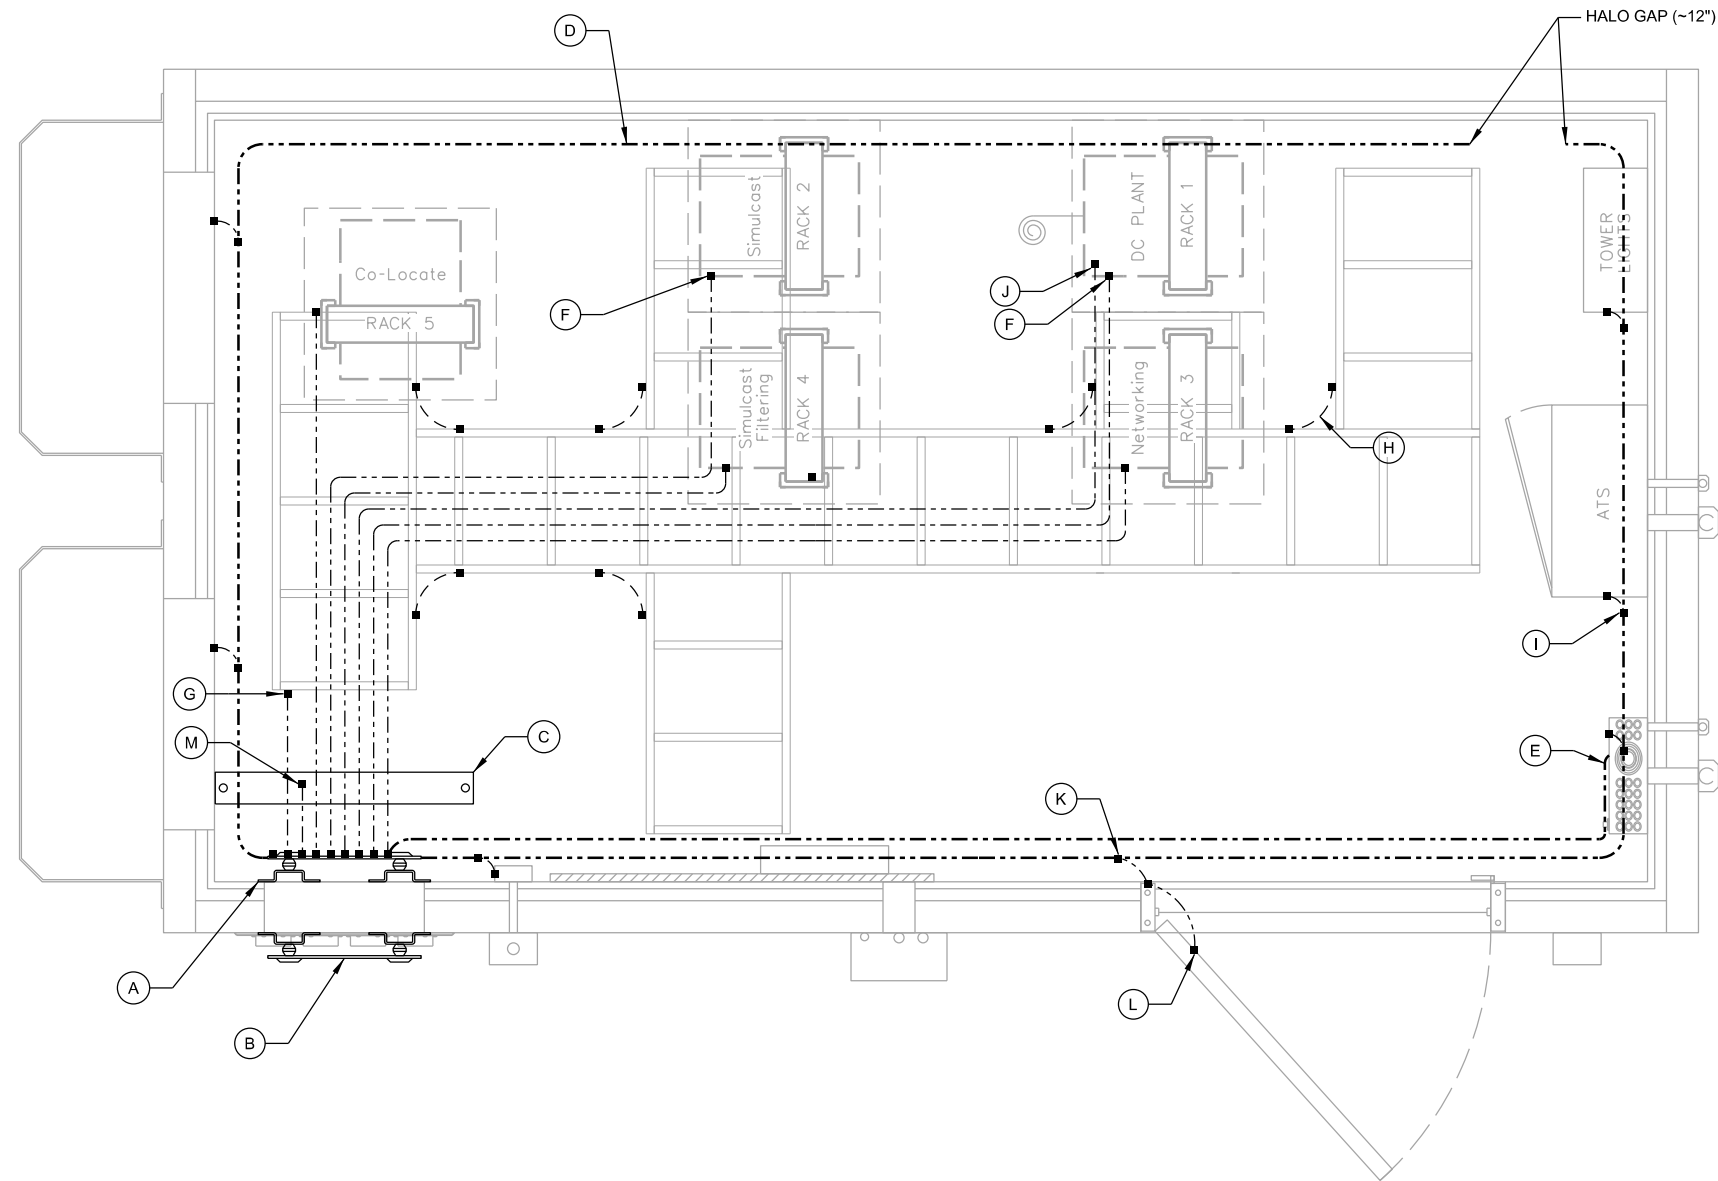 D
HALO GAP (~12")
Simulcast
RACK 2
DC PLANT
RACK 1
TOWER
LIGHTS
Co-Locate
RACK 5
F
J
F
Simulcast
Filtering
RACK 4
Networking
RACK 3
H
ATS
I
G
M
C
E
K
A
L
B